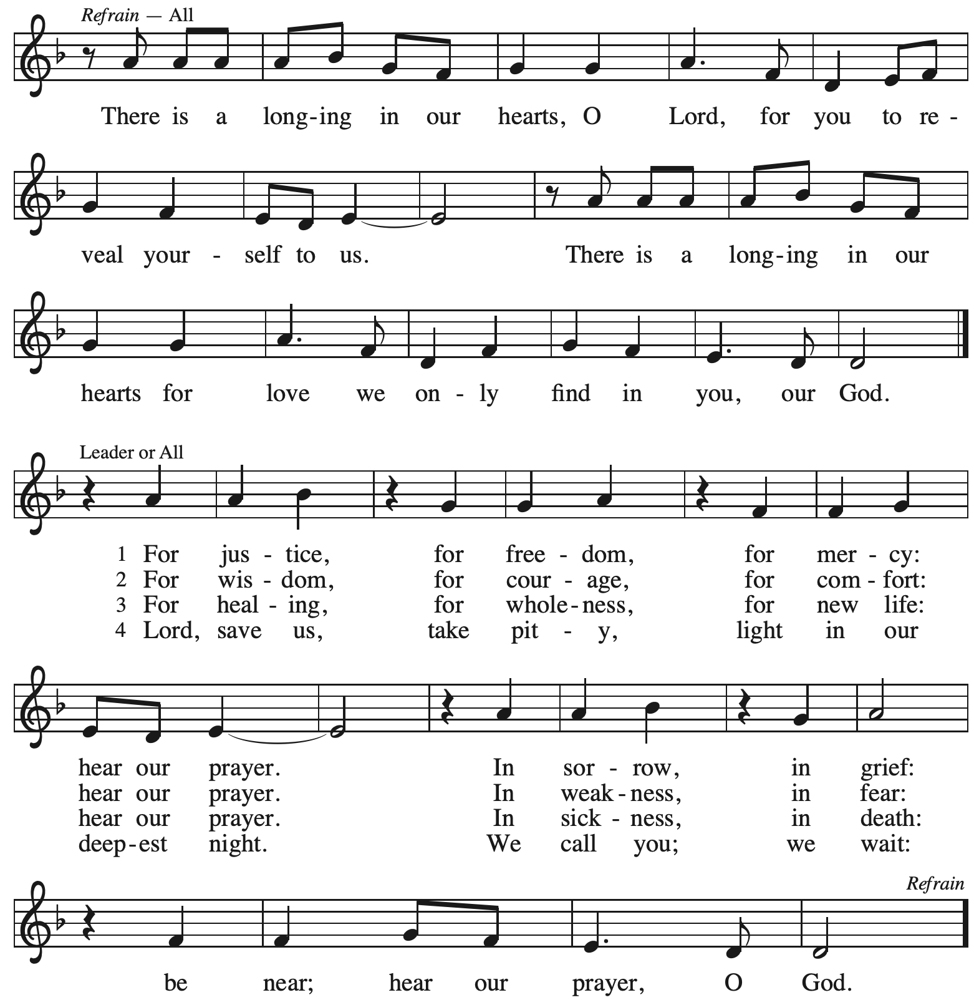 Refrain — All
There is a long-ing in our hearts, O Lord, for you to re -
veal your - self to us. There is a long-ing in our
hearts for love we on - ly find in you, our God.
Leader or All
1 For jus - tice, for free - dom, for mer - cy:
2 For wis - dom, for cour - age, for com - fort:
3 For heal - ing, for whole - ness, for new life:
4 Lord, save us, take pit - y, light in our
hear our prayer. In sor - row, in grief:
hear our prayer. In weak - ness, in fear:
hear our prayer. In sick - ness, in death:
deep - est night. We call you; we wait:
Refrain
be near; hear our prayer, O God.